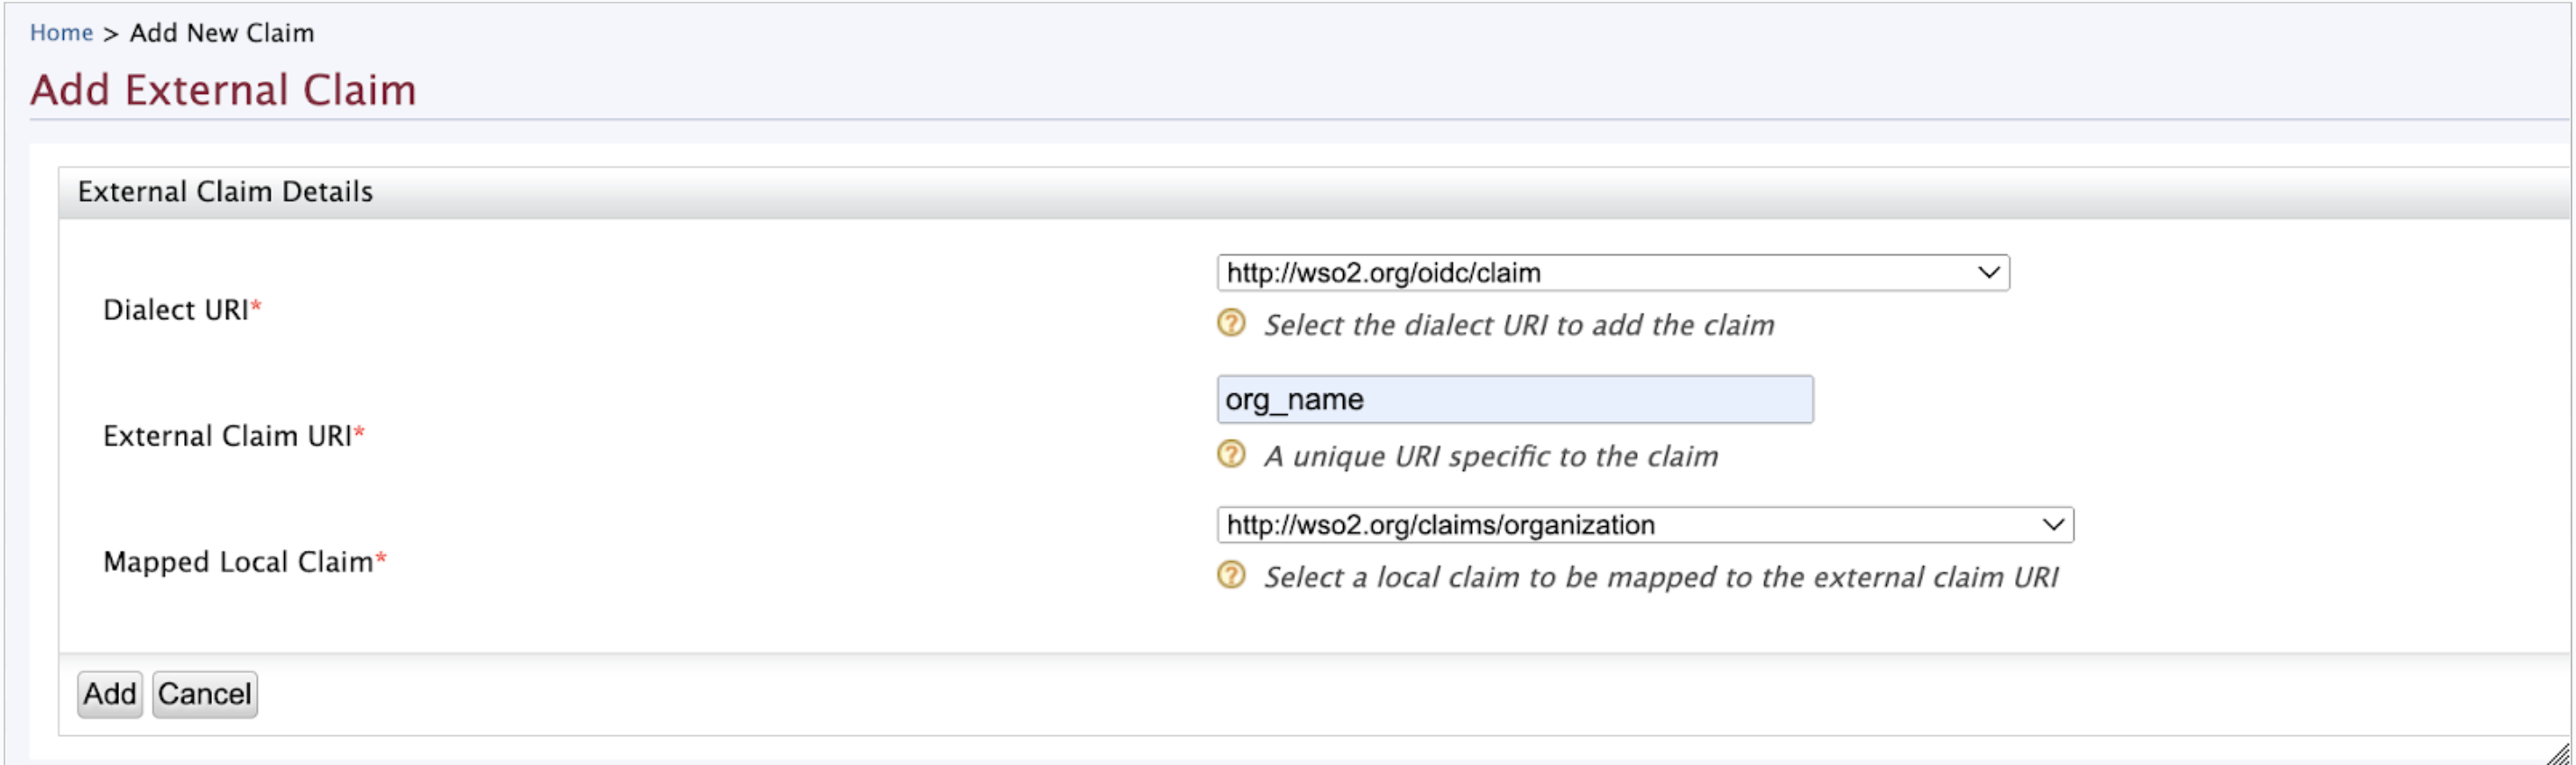 Home > Add New Claim
Add External Claim
External Claim Details
http://wso2.org/oidc/claim
Dialect URI*
Select the dialect URI to add the claim
org_name
External Claim URI*
A unique URI specific to the claim
http://wso2.org/claims/organization
Mapped Local Claim*
Select a local claim to be mapped to the external claim URI
Add Cancel